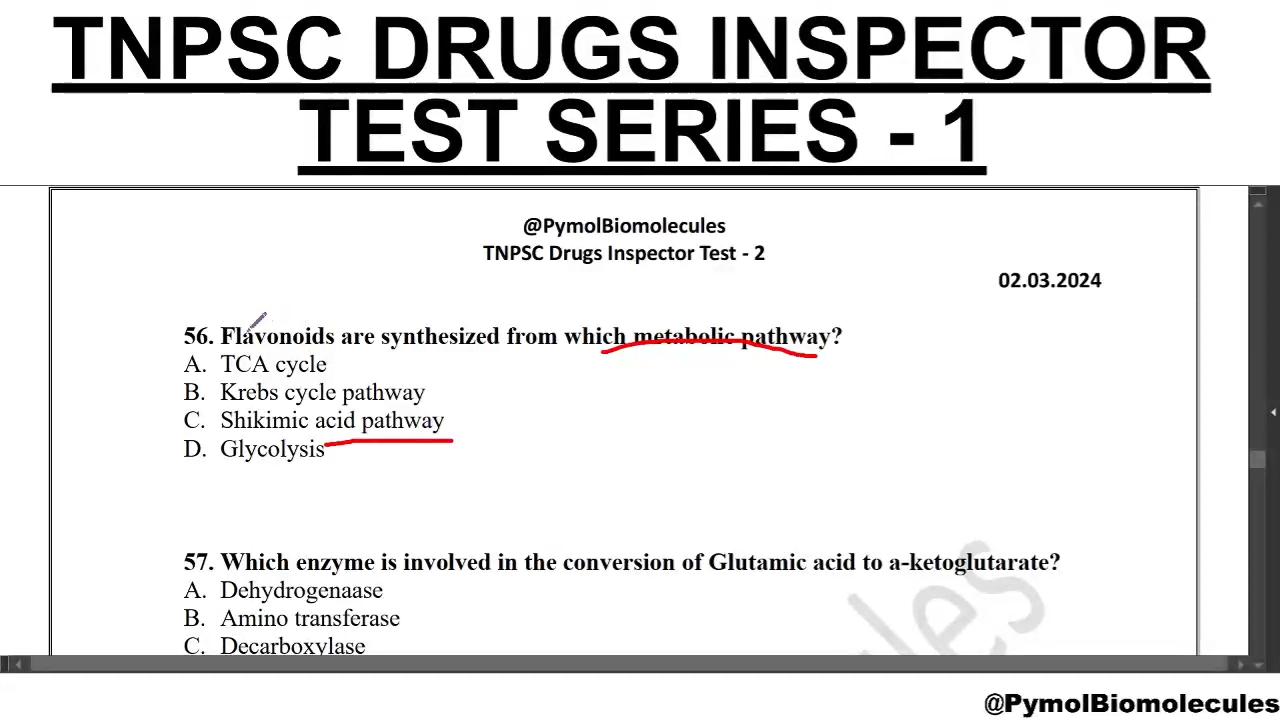 TNPSC DRUGS INSPECTOR
TEST SERIES - 1
@PymolBiomolecules
TNPSC Drugs Inspector Test - 2
02.03.2024
56. Flavonoids are synthesized from which metabolic pathway?
A. TCA cycle
B. Krebs cycle pathway
C. Shikimic acid pathway
D. Glycolysis
57. Which enzyme is involved in the conversion of Glutamic acid to a-ketoglutarate?
A. Dehydrogenaase
B. Amino transferase
C. Decarboxylase
ules
@PymolBiomolecules